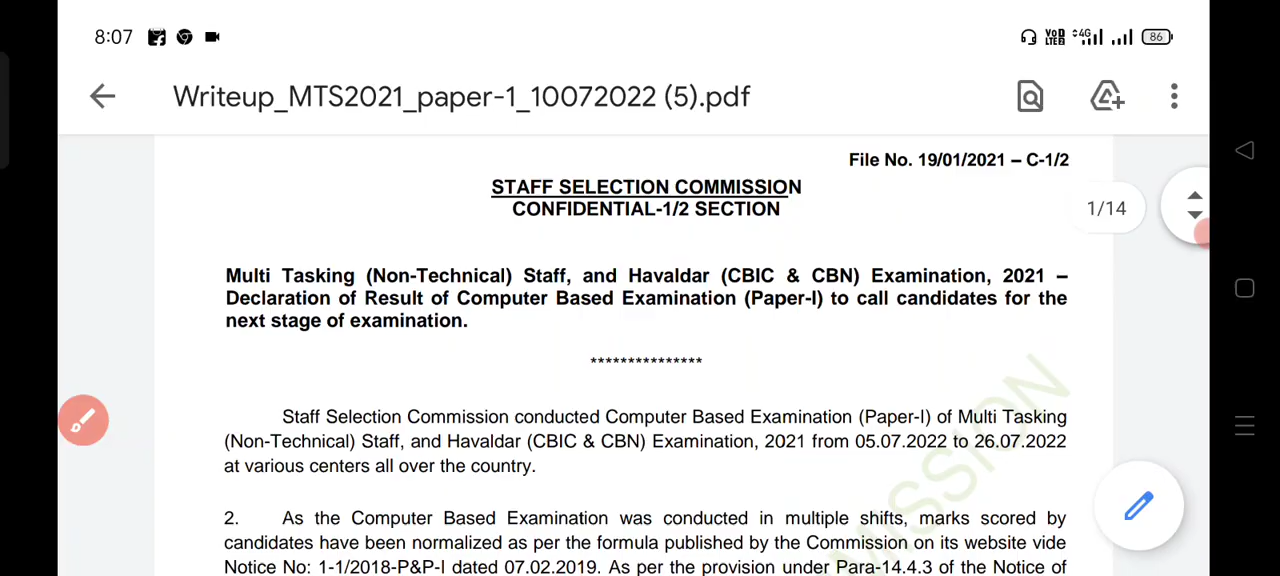 8:07
VoD LTE2 4G 86
Writeup_MTS2021_paper-1_10072022 (5).pdf
File No. 19/01/2021 – C-1/2
STAFF SELECTION COMMISSION
1/14
CONFIDENTIAL-1/2 SECTION
Multi Tasking (Non-Technical) Staff, and Havaldar (CBIC & CBN) Examination, 2021 –
Declaration of Result of Computer Based Examination (Paper-I) to call candidates for the
next stage of examination.
***************
Staff Selection Commission conducted Computer Based Examination (Paper-I) of Multi Tasking
(Non-Technical) Staff, and Havaldar (CBIC & CBN) Examination, 2021 from 05.07.2022 to 26.07.2022
at various centers all over the country.
2. As the Computer Based Examination was conducted in multiple shifts, marks scored by
candidates have been normalized as per the formula published by the Commission on its website vide
Notice No: 1-1/2018-P&P-I dated 07.02.2019. As per the provision under Para-14.4.3 of the Notice of
MISSION